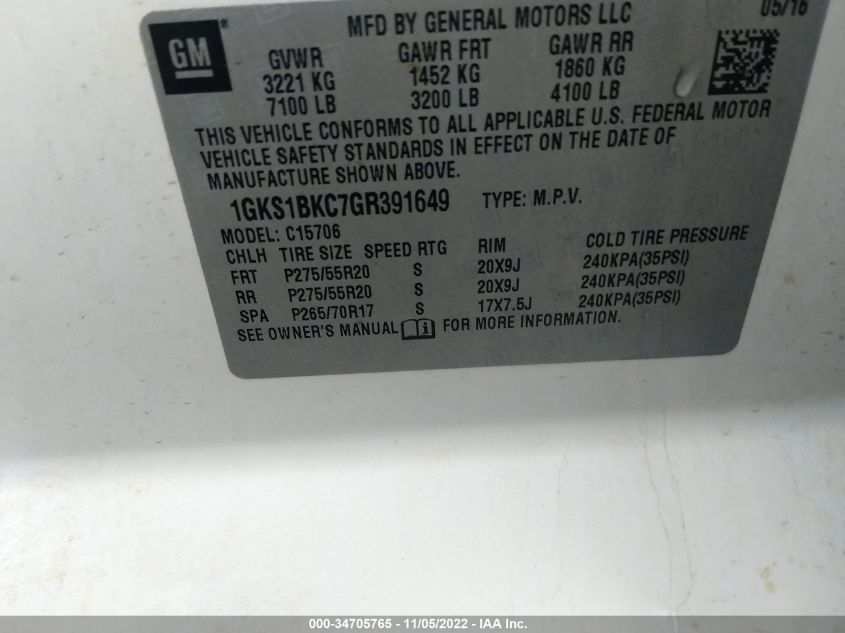 MFD BY GENERAL MOTORS LLC 05/16
GM
GVWR GAWR FRT GAWR RR
3221 KG 1452 KG 1860 KG
7100 LB 3200 LB 4100 LB
THIS VEHICLE CONFORMS TO ALL APPLICABLE U.S. FEDERAL MOTOR
VEHICLE SAFETY STANDARDS IN EFFECT ON THE DATE OF
MANUFACTURE SHOWN ABOVE.
1GKS1BKC7GR391649 TYPE: M.P.V.
MODEL: C15706
CHLH TIRE SIZE SPEED RTG RIM COLD TIRE PRESSURE
FRT P275/55R20 S 20X9J 240KPA(35PSI)
RR P275/55R20 S 20X9J 240KPA(35PSI)
SPA P265/70R17 S 17X7.5J 240KPA(35PSI)
SEE OWNER'S MANUAL FOR MORE INFORMATION.
000-34705765 - 11/05/2022 - IAA Inc.